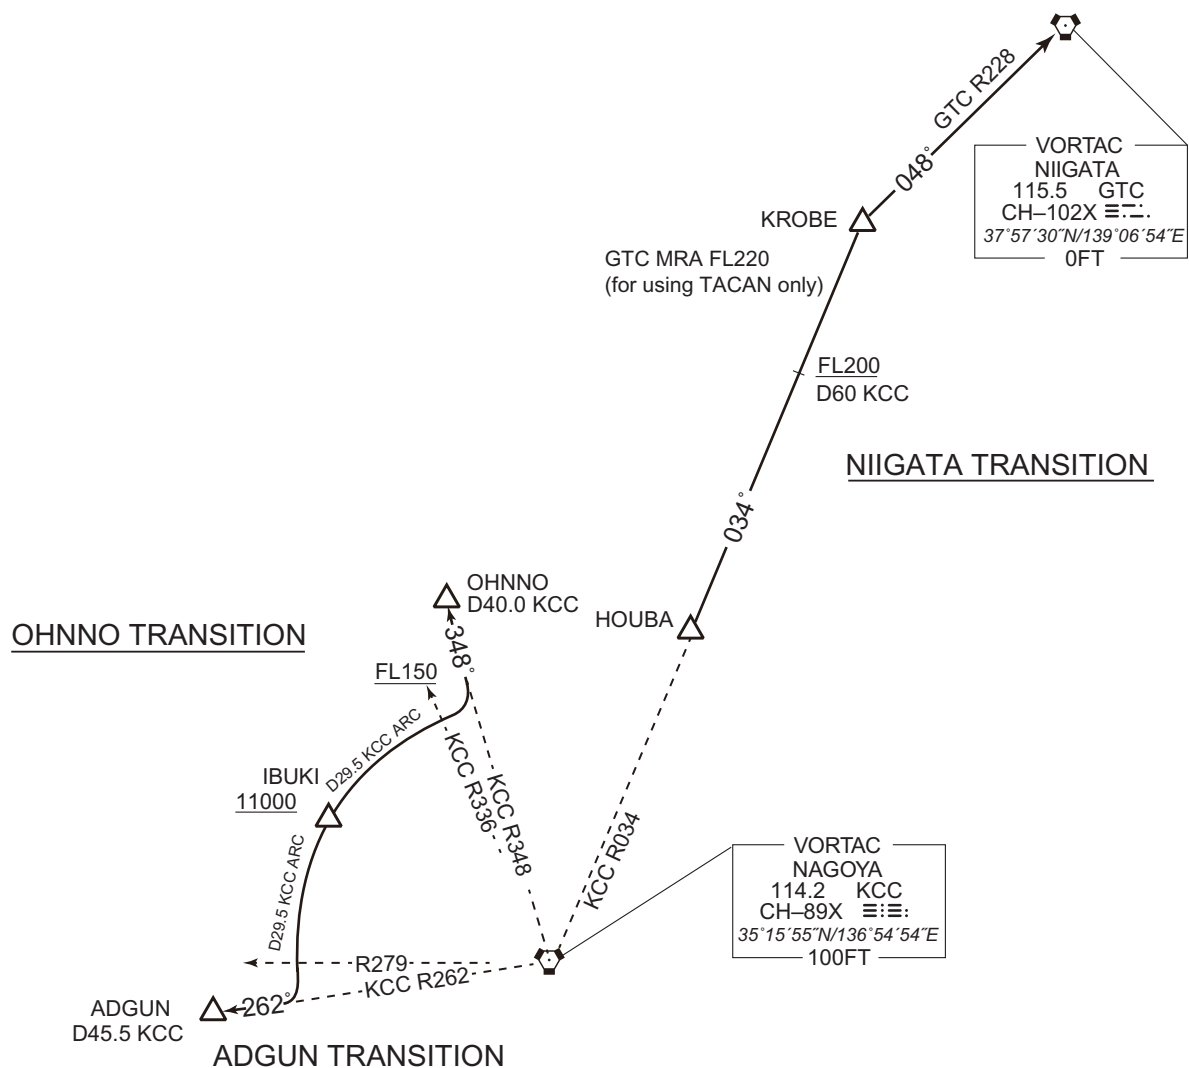 GTC R228
048°
VORTAC
NIIGATA
115.5 GTC
CH–102X
37°57´30˝N/139°06´54˝E
0FT
KROBE
GTC MRA FL220
(for using TACAN only)
FL200
D60 KCC
NIIGATA TRANSITION
034°
OHNNO
D40.0 KCC
HOUBA
OHNNO TRANSITION
348°
FL150
D29.5 KCC ARC
KCC R336
KCC R348
IBUKI
11000
KCC R034
D29.5 KCC ARC
VORTAC
NAGOYA
114.2 KCC
CH–89X
35°15´55˝N/136°54´54˝E
100FT
R279
KCC R262
262°
ADGUN
D45.5 KCC
ADGUN TRANSITION